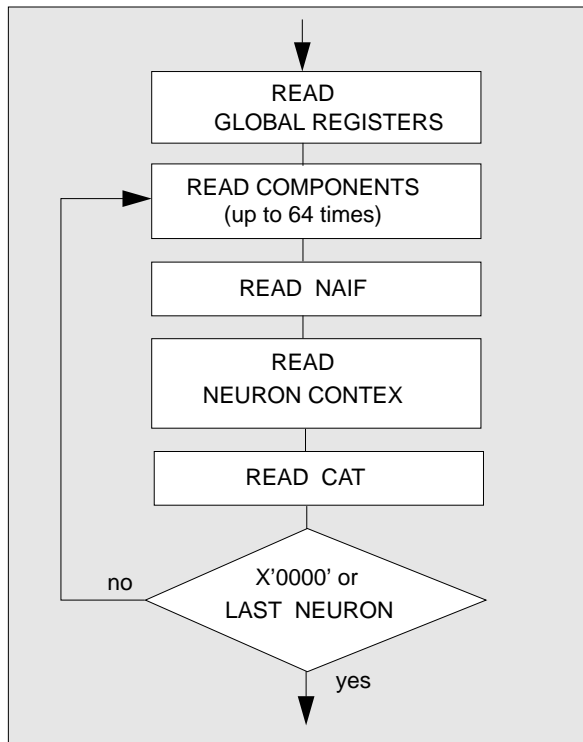 READ
GLOBAL REGISTERS
READ COMPONENTS
(up to 64 times)
READ NAIF
READ
NEURON CONTEX
READ CAT
no
X'0000' or
LAST NEURON
yes